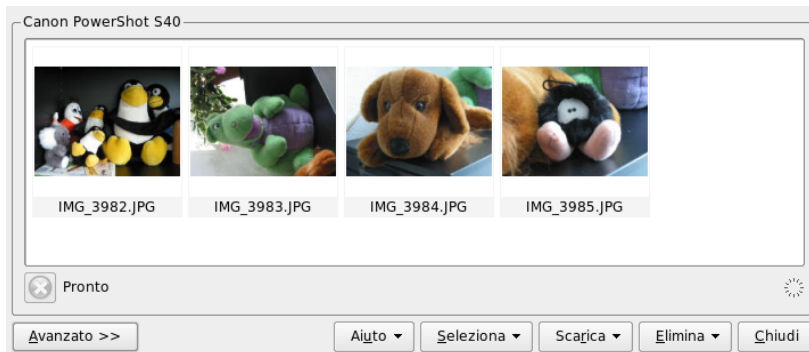 Canon PowerShot S40
IMG_3982.JPG
IMG_3983.JPG
IMG_3984.JPG
IMG_3985.JPG
Pronto
Avanzato >>
Aiuto
Seleziona
Scarica
Elimina
Chiudi